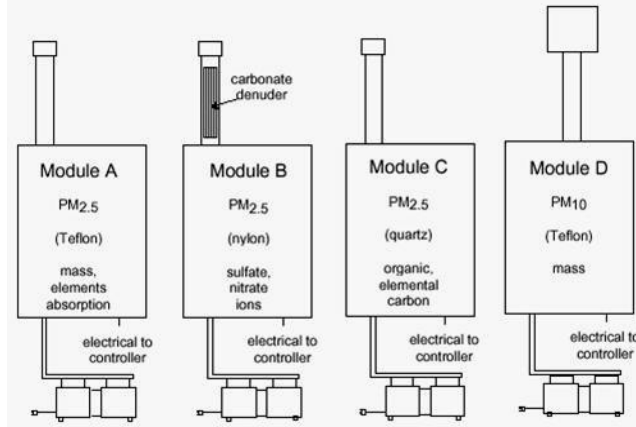 carbonate
denuder
Module A
PM2.5
(Teflon)
mass,
elements
absorption
electrical to
controller
Module B
PM2.5
(nylon)
sulfate,
nitrate
ions
electrical to
controller
Module C
PM2.5
(quartz)
organic,
elemental
carbon
electrical to
controller
Module D
PM10
(Teflon)
mass
electrical to
controller